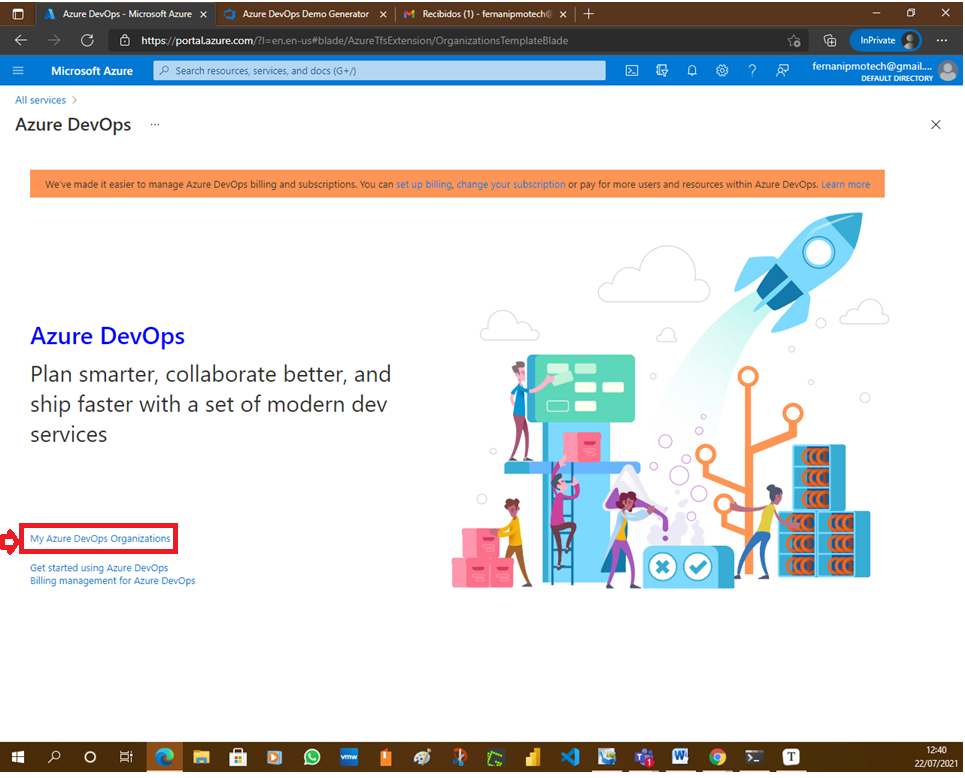 AzureDevOps - Microsoft Azure
Azure DevOps Demo Generator
Recibidos (1) - fernanipmotech@
https://portal.azure.com/?l=en.en-us#blade/AzureTfsExtension/OrganizationsTemplateBlade
InPrivate
Microsoft Azure
Search resources, services, and docs (G+/)
fernanipmotech@gmail....
DEFAULT DIRECTORY
All services
Azure DevOps
We've made it easier to manage Azure DevOps billing and subscriptions. You can set up billing, change your subscription or pay for more users and resources within Azure DevOps. Learn more
Azure DevOps
Plan smarter, collaborate better, and
ship faster with a set of modern dev
services
My Azure DevOps Organizations
Get started using Azure DevOps
Billing management for Azure DevOps
vmw
1
W
T
12:40
22/07/2021